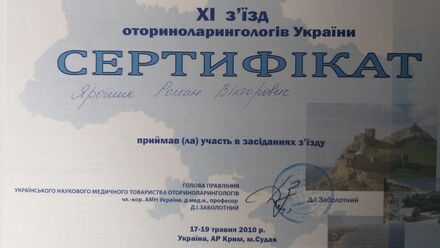 XI з’їзд
оториноларингологів України
СЕРТИФІКАТ
Роман Вікторович
приймав (ла) участь в засіданнях з’їзду
ГОЛОВА ПРАВЛІННЯ
УКРАЇНСЬКОГО НАУКОВОГО МЕДИЧНОГО ТОВАРИСТВА ОТОРИНОЛАРИНГОЛОГІВ
чл.-кор. АМН України, д.мед.н., професор
Д.І.ЗАБОЛОТНИЙ
Д.І Заболотний
17-19 травня 2010 р.
Україна, АР Крим, м.Судак